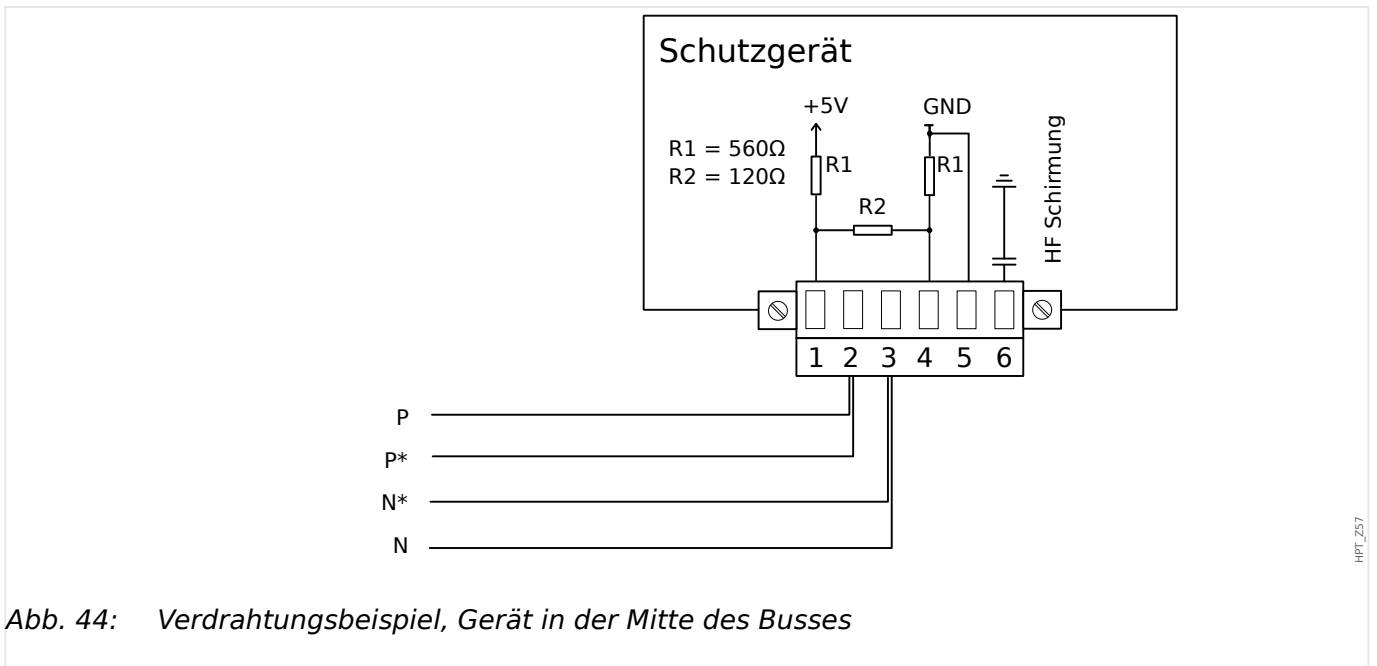 Schutzgerät
+5V
GND
R1 = 560Ω
R2 = 120Ω
R1
R1
R2
HF Schirmung
1 2 3 4 5 6
P
P*
N*
N
HPT_Z57
Abb. 44: Verdrahtungsbeispiel, Gerät in der Mitte des Busses